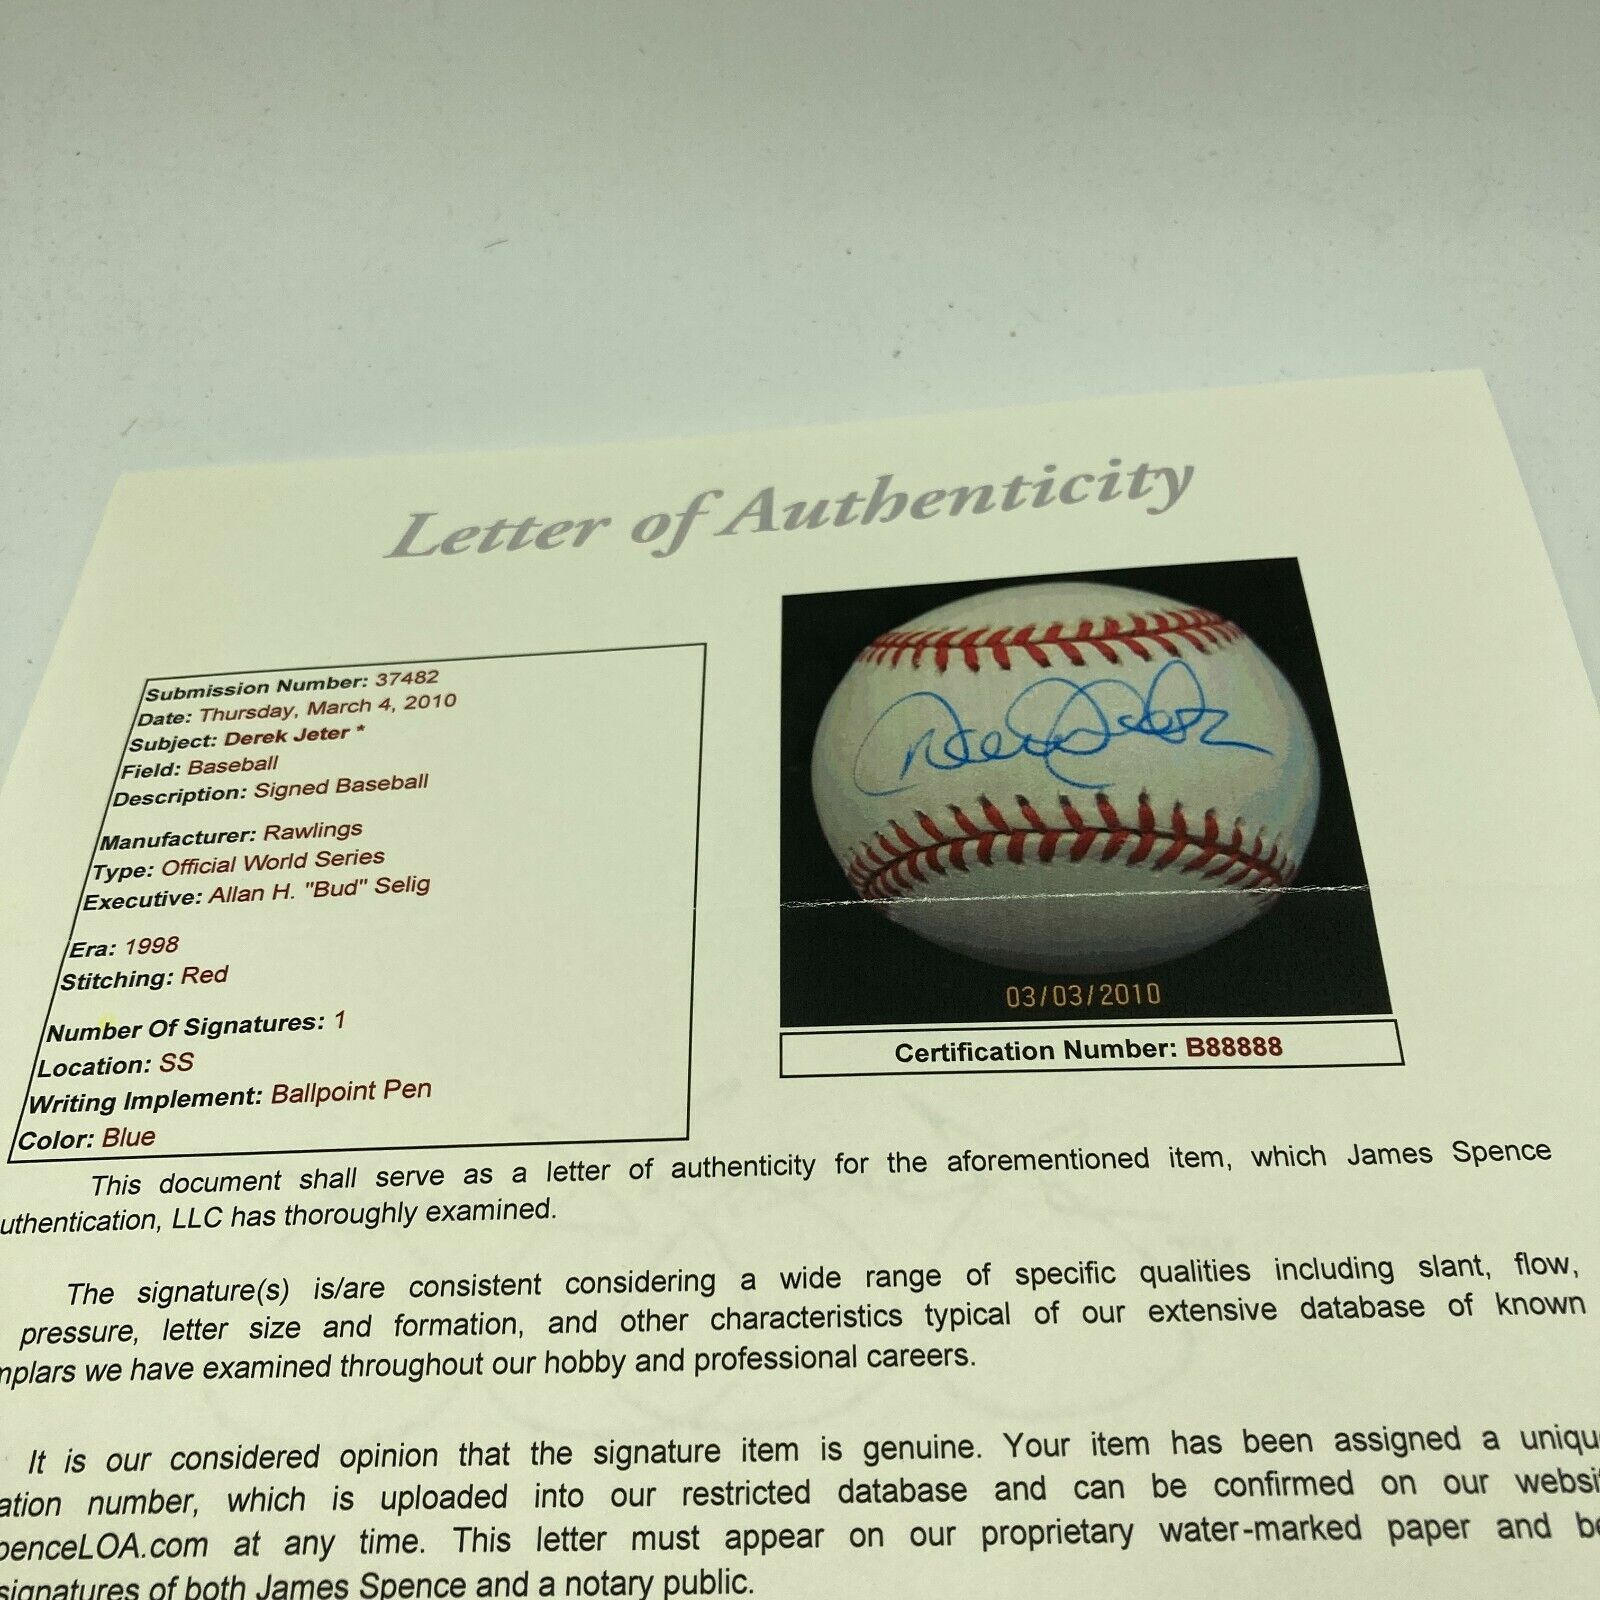 Letter of Authenticity
Submission Number: 37482
Date: Thursday, March 4, 2010
Subject: Derek Jeter *
Field: Baseball
Description: Signed Baseball
Manufacturer: Rawlings
Type: Official World Series
Executive: Allan H. "Bud" Selig
Era: 1998
Stitching: Red
Number Of Signatures: 1
Location: SS
Writing Implement: Ballpoint Pen
Color: Blue
Derek Jeter
03/03/2010
Certification Number: B88888
This document shall serve as a letter of authenticity for the aforementioned item, which James Spence
uthentication, LLC has thoroughly examined.
The signature(s) is/are consistent considering a wide range of specific qualities including slant, flow,
pressure, letter size and formation, and other characteristics typical of our extensive database of known
mplars we have examined throughout our hobby and professional careers.
It is our considered opinion that the signature item is genuine. Your item has been assigned a uniqu
ation number, which is uploaded into our restricted database and can be confirmed on our websit
penceLOA.com at any time. This letter must appear on our proprietary water-marked paper and be
signatures of both James Spence and a notary public.